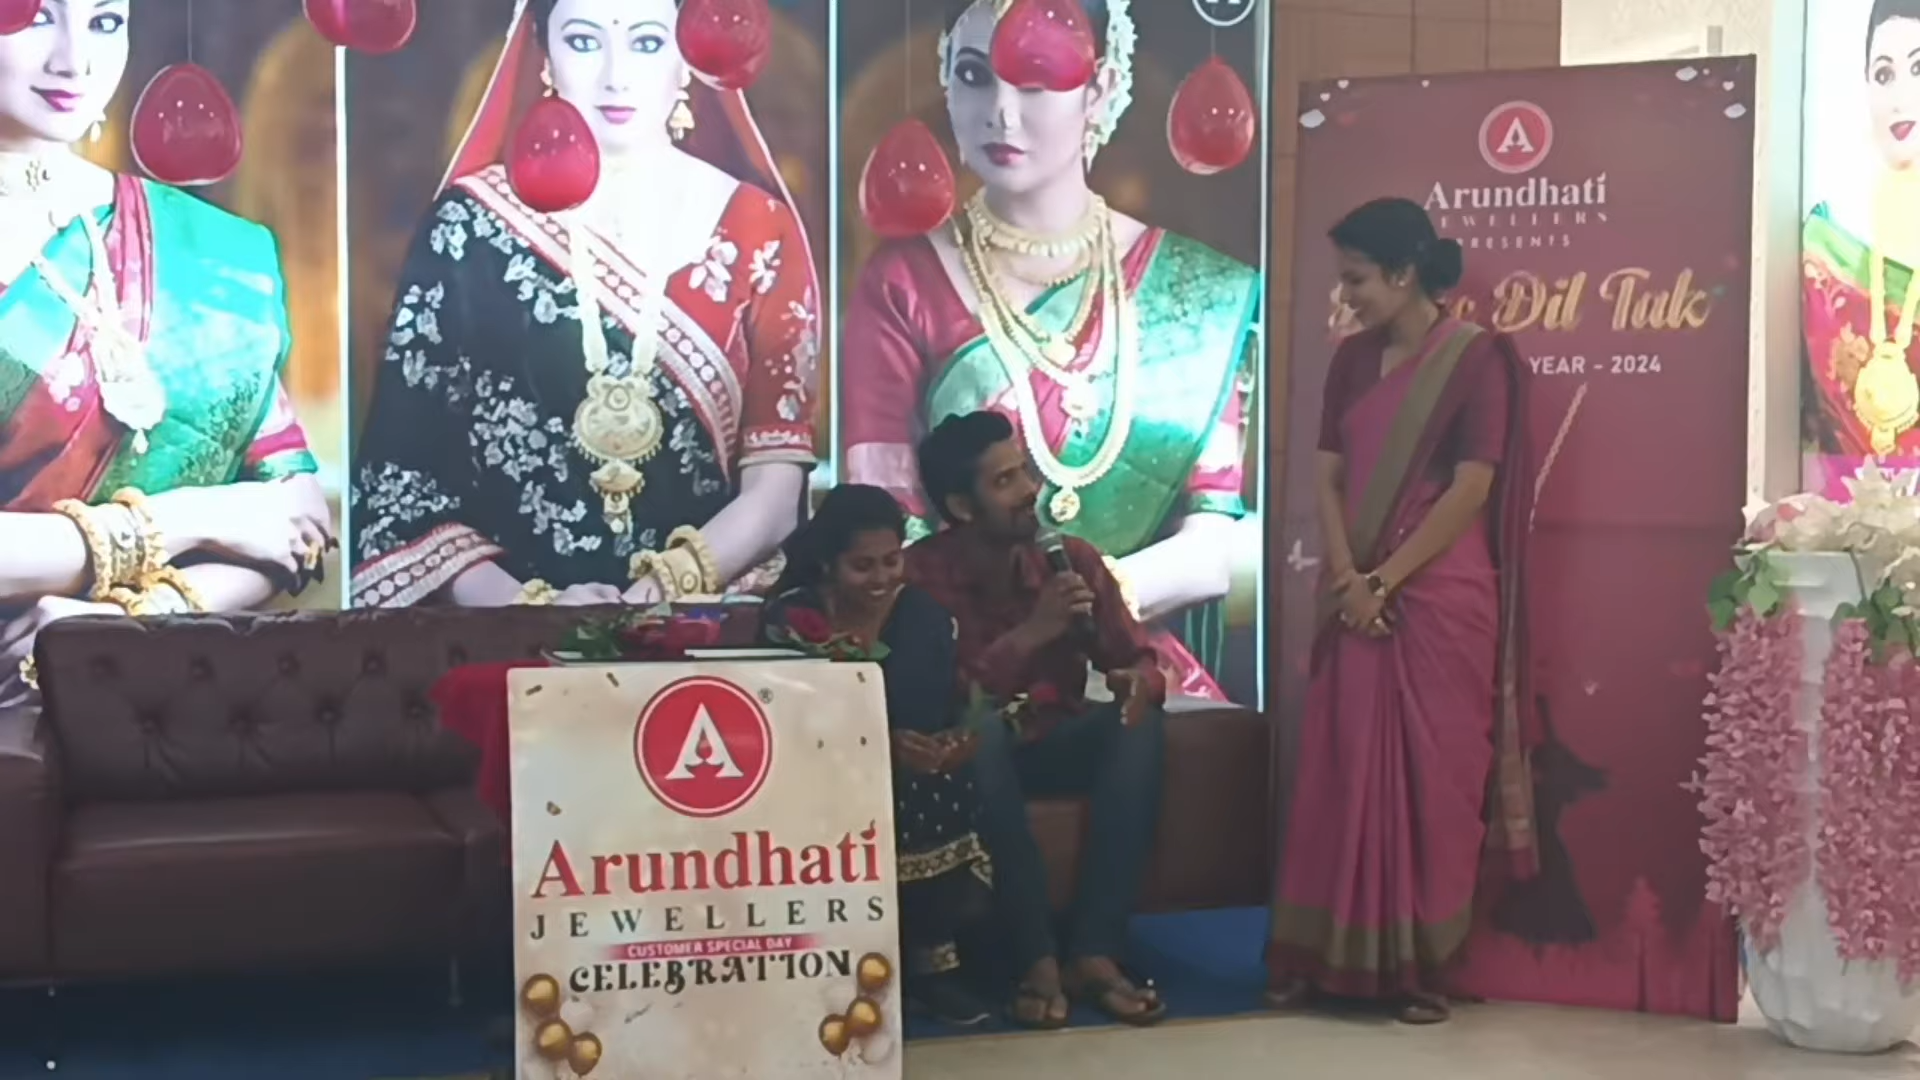 A
Arundhati
JEWELLERS
PRESENTS
Dil Tak
YEAR - 2024
A
®
Arundhati
JEWELLERS
CUSTOMER SPECIAL DAY
CELEBRATION